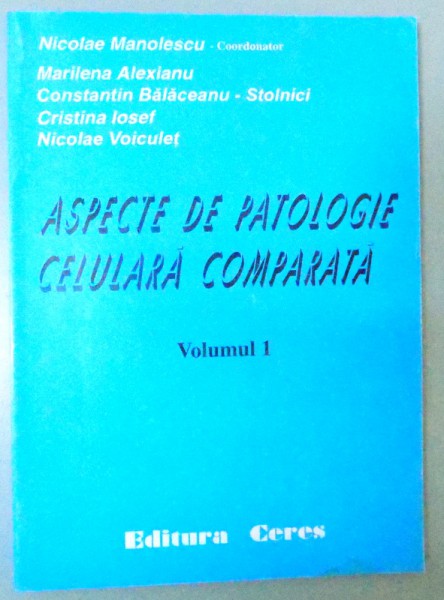 Nicolae Manolescu - Coordonator
Marilena Alexianu
Constantin Bălăceanu - Stolnici
Cristina Iosef
Nicolae Voiculeț
ASPECTE DE PATOLOGIE
CELULARĂ COMPARATĂ
Volumul 1
Editura Ceres